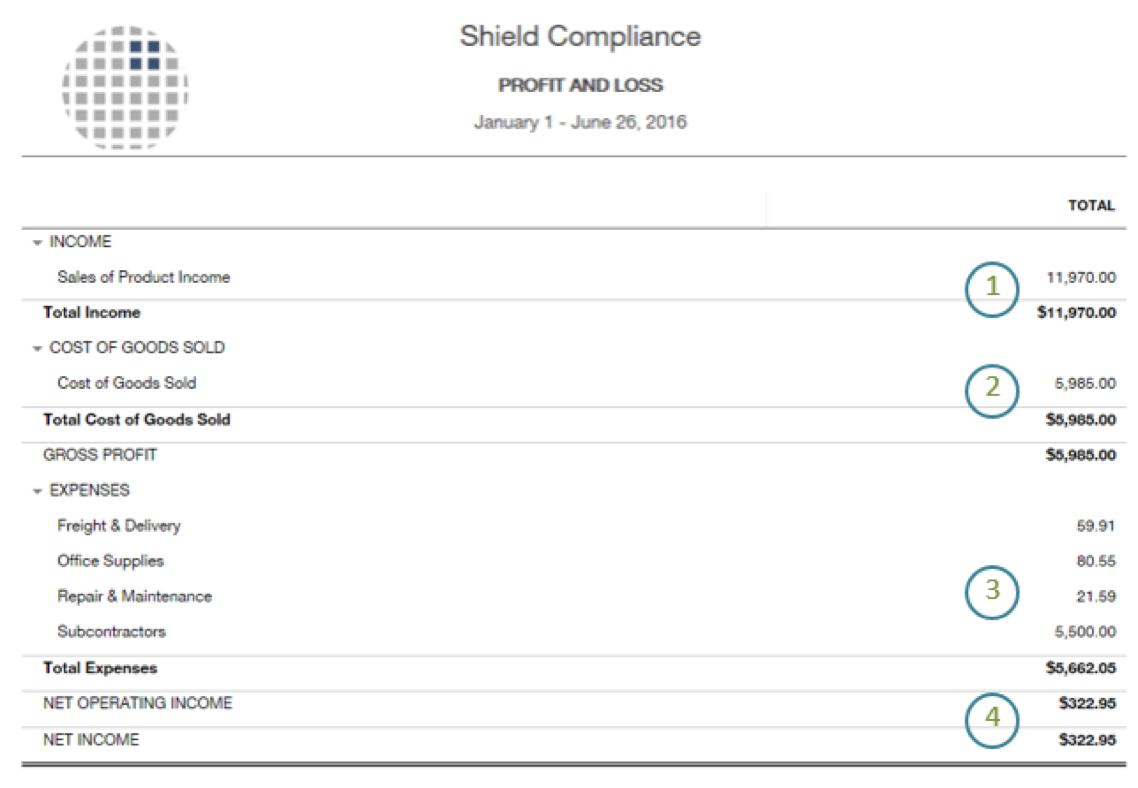 Shield Compliance
PROFIT AND LOSS
January 1 - June 26, 2016
TOTAL
INCOME
Sales of Product Income 1 11,970.00
Total Income $11,970.00
COST OF GOODS SOLD
Cost of Goods Sold 2 5,985.00
Total Cost of Goods Sold $5,985.00
GROSS PROFIT $5,985.00
EXPENSES
Freight & Delivery 59.91
Office Supplies 80.55
Repair & Maintenance 3 21.59
Subcontractors 5,500.00
Total Expenses $5,662.05
NET OPERATING INCOME 4 $322.95
NET INCOME $322.95